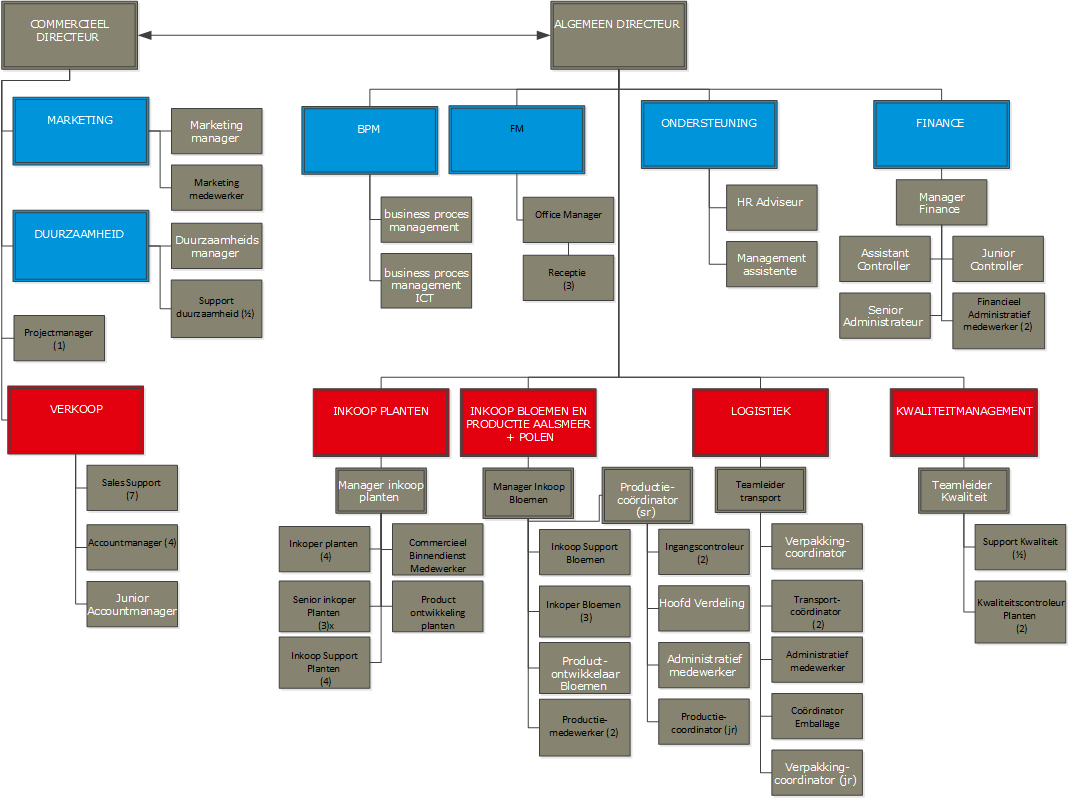 COMMERCIEEL
DIRECTEUR
ALGEMEEN DIRECTEUR
MARKETING
Marketing
manager
Marketing
medewerker
DUURZAAMHEID
Duurzaamheids
manager
Support
duurzaamheid (½)
Projectmanager
(1)
VERKOOP
Sales Support
(7)
Accountmanager (4)
Junior
Accountmanager
BPM
business proces
management
business proces
management
ICT
FM
Office Manager
Receptie
(3)
ONDERSTEUNING
HR Adviseur
Management
assistente
FINANCE
Manager
Finance
Assistant
Controller
Junior
Controller
Senior
Administrateur
Financieel
Administratief
medewerker (2)
INKOOP PLANTEN
Manager inkoop
planten
Inkoper planten
(4)
Commercieel
Binnendienst
Medewerker
Senior inkoper
Planten
(3)x
Product
ontwikkeling
planten
Inkoop Support
Planten
(4)
INKOOP BLOEMEN EN
PRODUCTIE AALSMEER
+ POLEN
Manager Inkoop
Bloemen
Inkoop Support
Bloemen
Inkoper Bloemen
(3)
Product-
ontwikkelaar
Bloemen
Productie-
medewerker (2)
Productie-
coördinator
(sr)
Ingangscontroleur
(2)
Hoofd Verdeling
Administratief
medewerker
Productie-
coordinator (jr)
LOGISTIEK
Teamleider
transport
Verpakking-
coordinator
Transport-
coördinator
(2)
Administratief
medewerker
Coördinator
Emballage
Verpakking-
coordinator (jr)
KWALITEITMANAGEMENT
Teamleider
Kwaliteit
Support Kwaliteit
(½)
Kwaliteitscontroleur
Planten
(2)